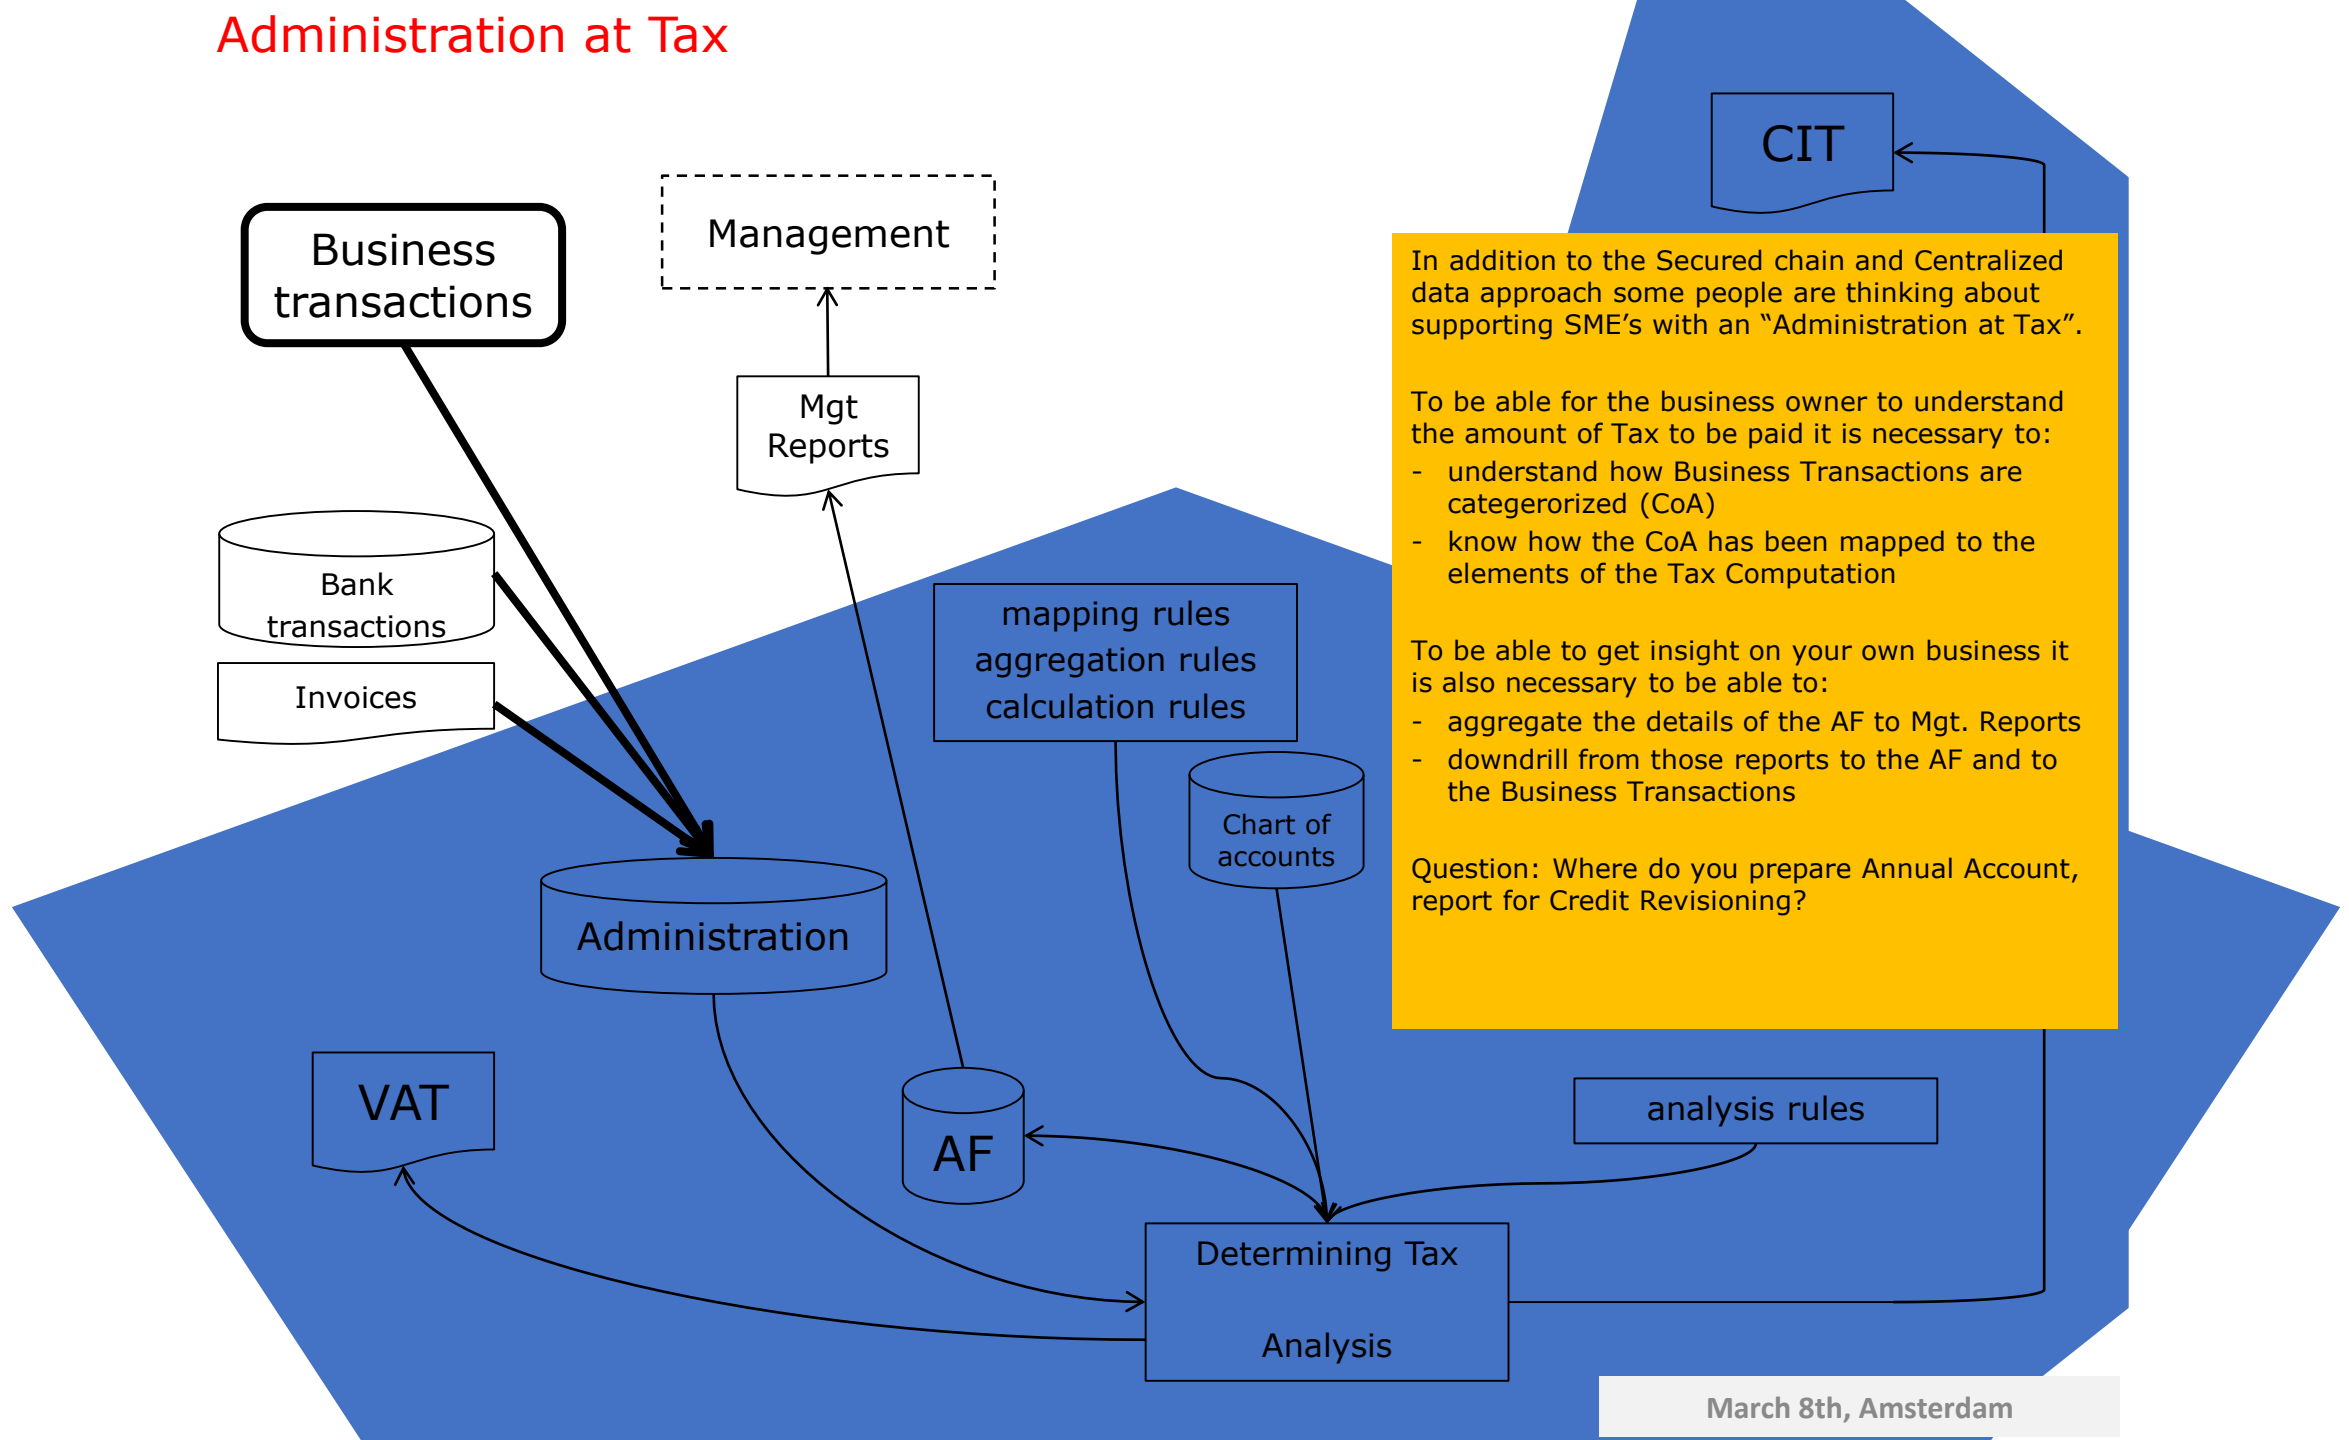 Administration at Tax
CIT
Business
transactions
Management
Mgt
Reports
Bank
transactions
Invoices
mapping rules
aggregation rules
calculation rules
Chart of
accounts
Administration
VAT
AF
analysis rules
Determining Tax
Analysis
In addition to the Secured chain and Centralized
data approach some people are thinking about
supporting SME’s with an “Administration at Tax”.
To be able for the business owner to understand
the amount of Tax to be paid it is necessary to:
- understand how Business Transactions are
categerorized (CoA)
- know how the CoA has been mapped to the
elements of the Tax Computation
To be able to get insight on your own business it
is also necessary to be able to:
- aggregate the details of the AF to Mgt. Reports
- downdrill from those reports to the AF and to
the Business Transactions
Question: Where do you prepare Annual Account,
report for Credit Revisioning?
March 8th, Amsterdam